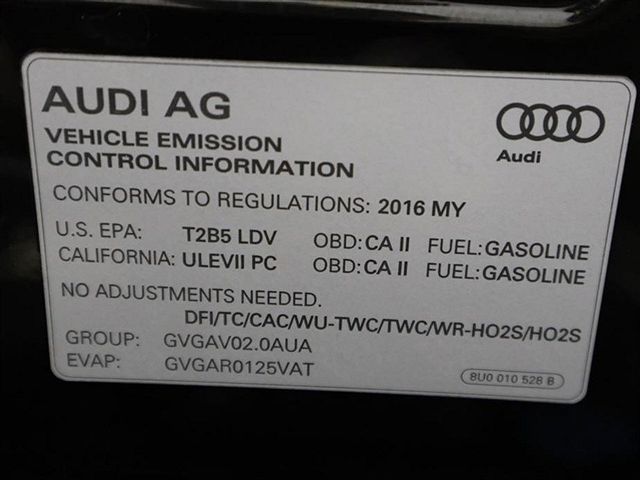 AUDI AG
Audi
VEHICLE EMISSION
CONTROL INFORMATION
CONFORMS TO REGULATIONS: 2016 MY
U.S. EPA: T2B5 LDV OBD: CA II FUEL: GASOLINE
CALIFORNIA: ULEVII PC OBD: CA II FUEL: GASOLINE
NO ADJUSTMENTS NEEDED.
DFI/TC/CAC/WU-TWC/TWC/WR-HO2S/HO2S
GROUP: GVGAV02.0AUA
EVAP: GVGAR0125VAT
8U0 010 528 B